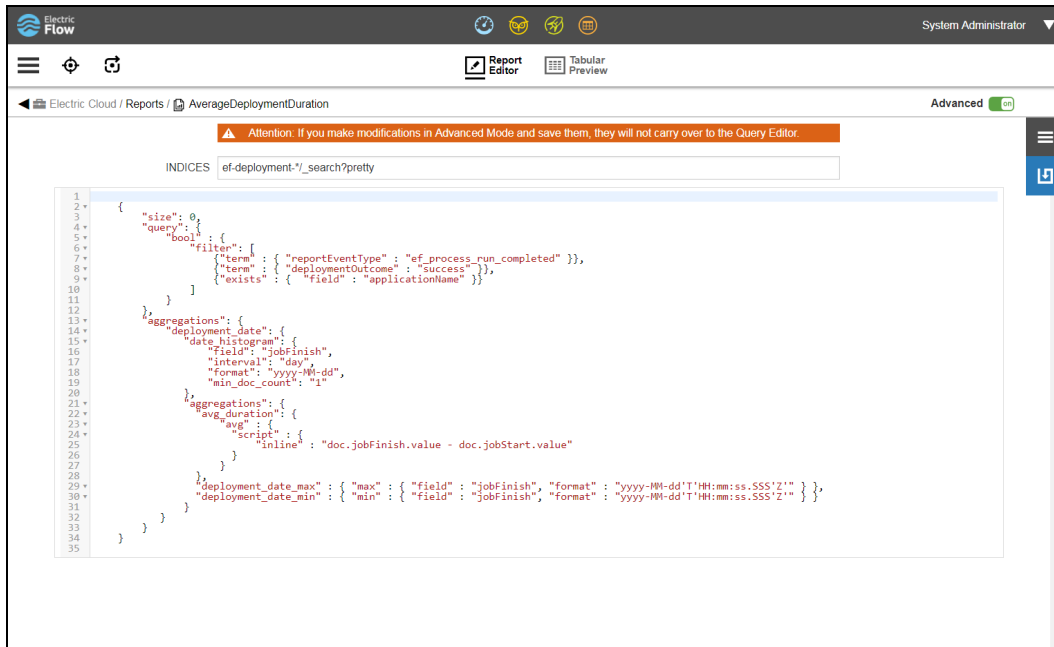 Electric
Flow
System Administrator
Report
Editor
Tabular
Preview
Electric Cloud / Reports / AverageDeploymentDuration
Advanced on
Attention: If you make modifications in Advanced Mode and save them, they will not carry over to the Query Editor.
INDICES ef-deployment-*/_search?pretty
1
2 {
3 "size": 0,
4 "query": {
5 "bool" : {
6 "filter": [
7 {"term" : { "reportEventType" : "ef_process_run_completed" }},
8 {"term" : { "deploymentOutcome" : "success" }},
9 {"exists" : {  "field" : "applicationName" }}
10 ]
11 }
12 },
13 "aggregations": {
14 "deployment_date": {
15 "date_histogram": {
16 "field": "jobFinish",
17 "interval": "day",
18 "format": "yyyy-MM-dd",
19 "min_doc_count": "1"
20 },
21 "aggregations": {
22 "avg_duration": {
23 "avg" : {
24 "script" : {
25 "inline" : "doc.jobFinish.value - doc.jobStart.value"
26 }
27 }
28 },
29 "deployment_date_max" : { "max" : { "field" : "jobFinish", "format" : "yyyy-MM-dd'T'HH:mm:ss.SSS'Z'" } },
30 "deployment_date_min" : { "min" : { "field" : "jobFinish", "format" : "yyyy-MM-dd'T'HH:mm:ss.SSS'Z'" } }
31 }
32 }
33 }
34 }
35